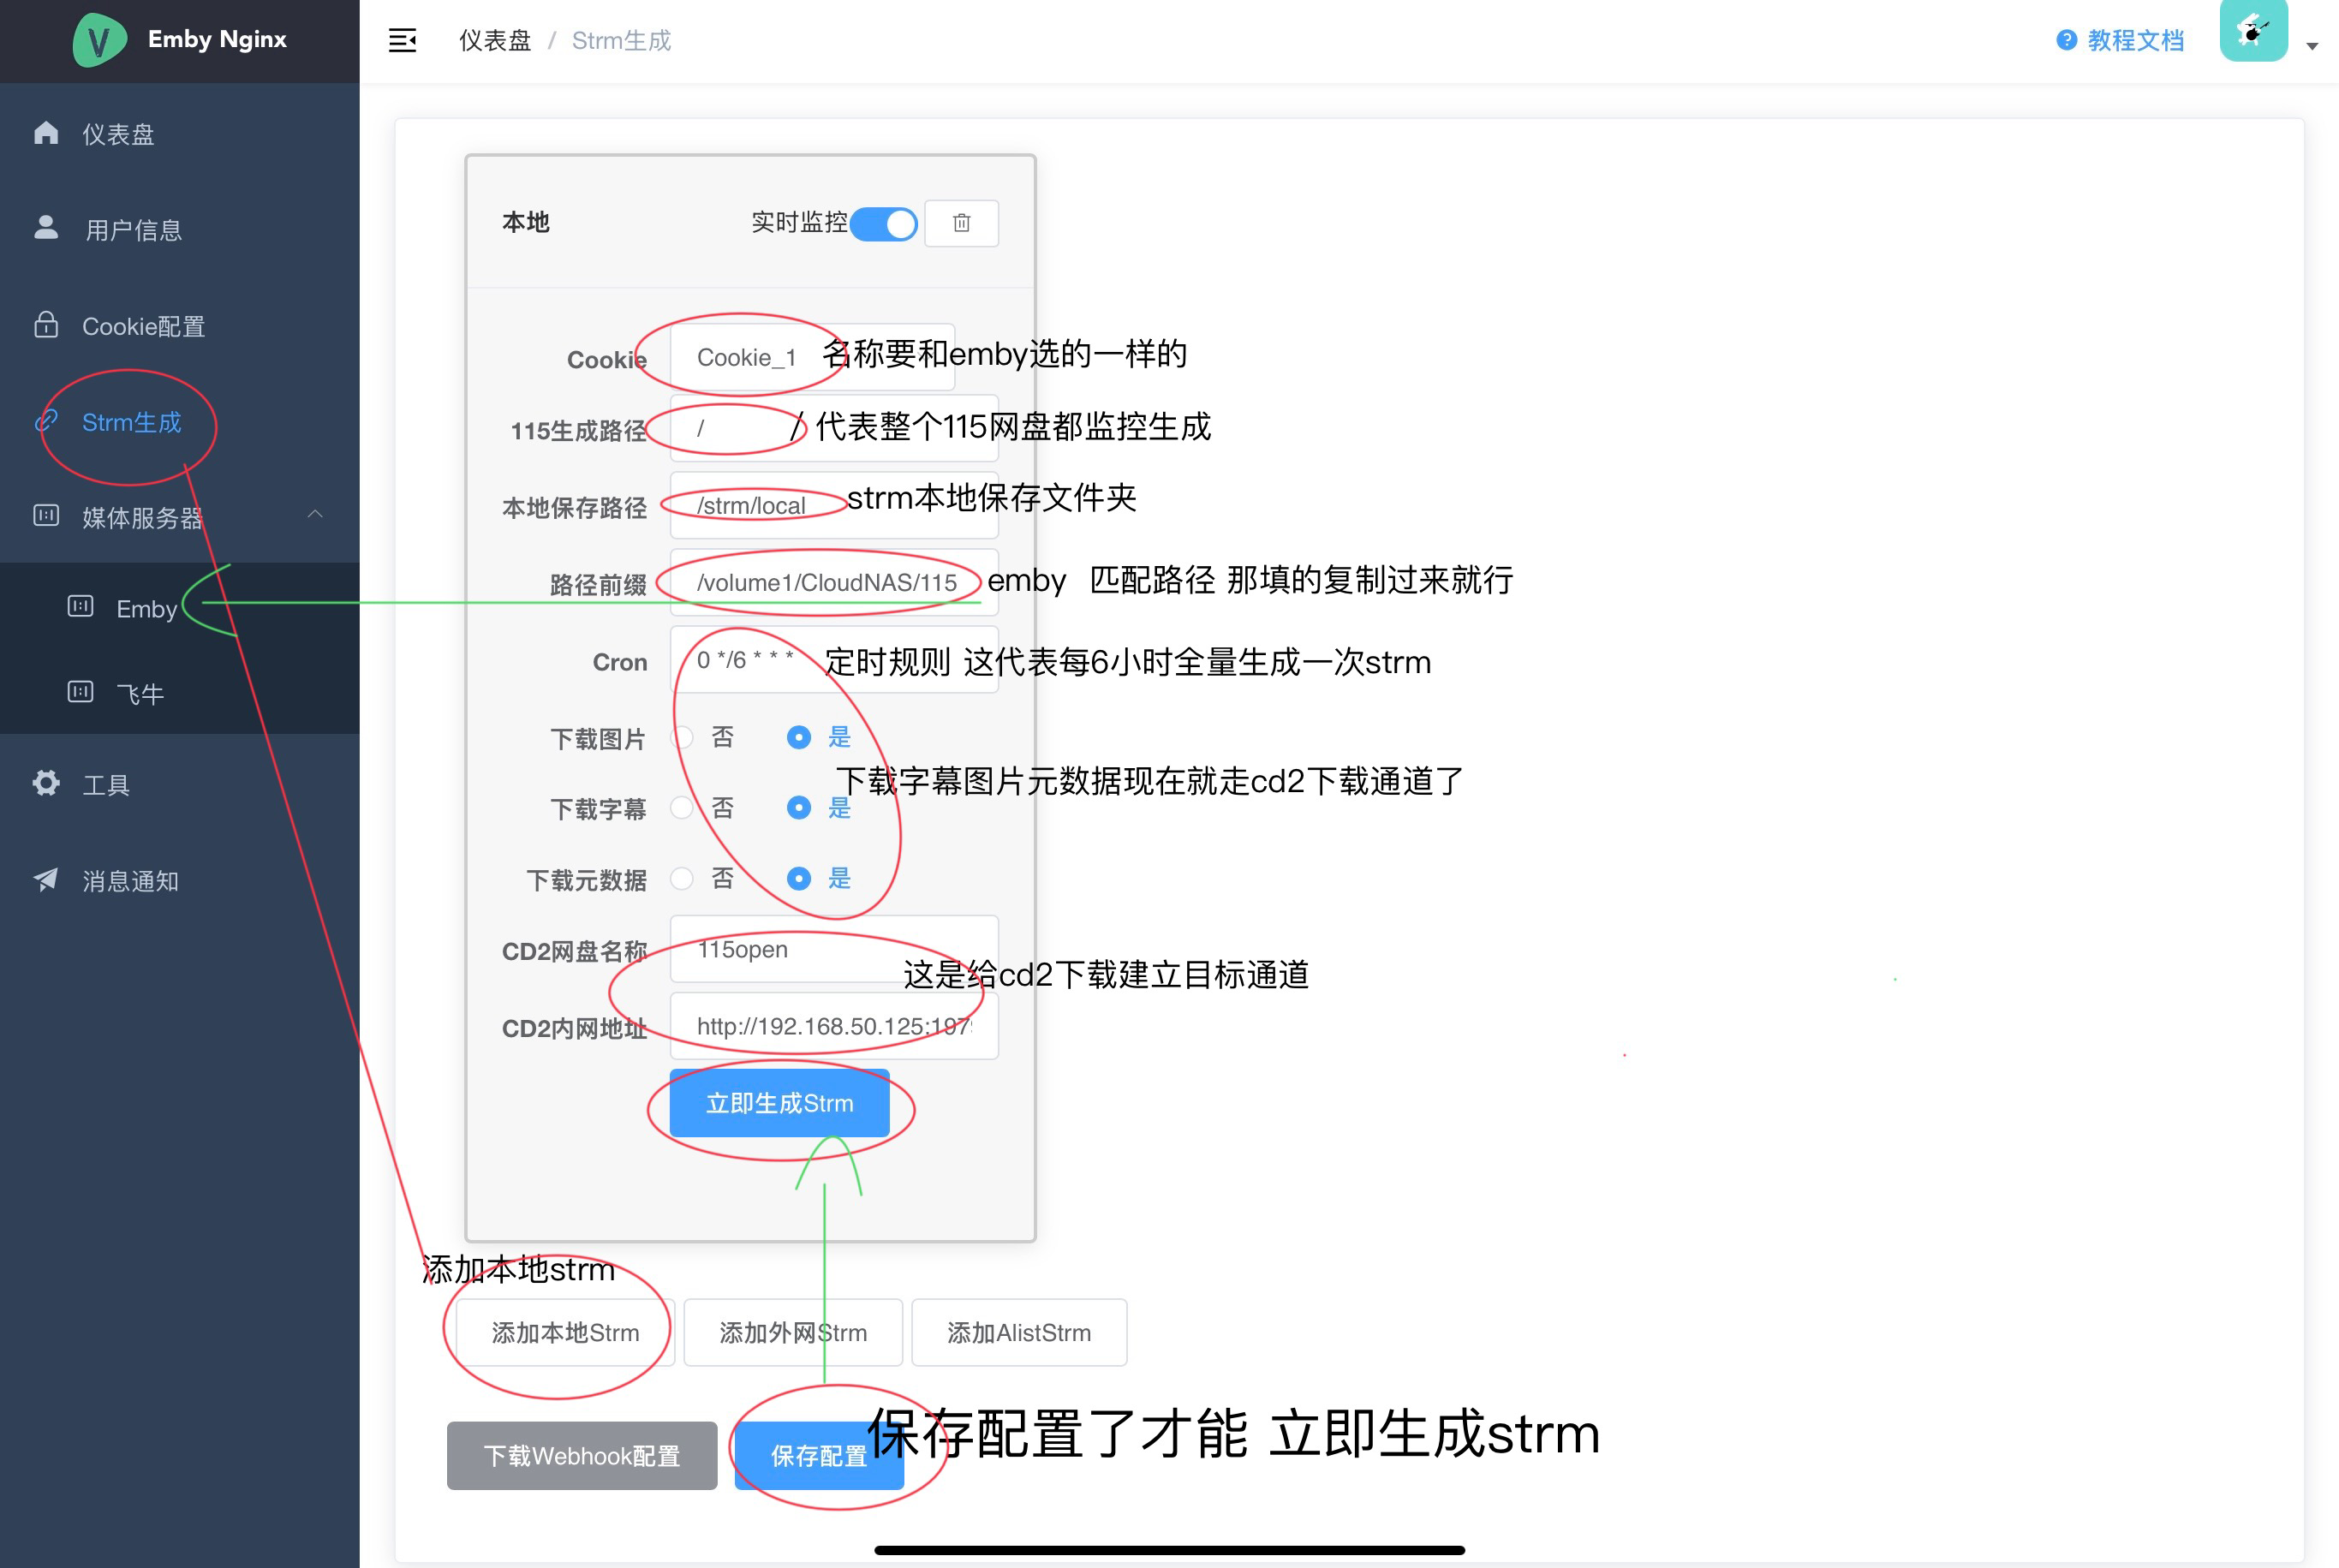 Emby Nginx
仪表盘 / Strm生成
教程文档
仪表盘
用户信息
Cookie配置
Strm生成
媒体服务器
Emby
飞牛
工具
消息通知
本地
实时监控
Cookie
Cookie_1
名称要和emby选的一样的
115生成路径
/
/ 代表整个115网盘都监控生成
本地保存路径
/strm/local
strm本地保存文件夹
路径前缀
/volume1/CloudNAS/115
emby 匹配路径 那填的复制过来就行
Cron
0 */6 * * *
定时规则 这代表每6小时全量生成一次strm
下载图片
否
是
下载字幕图片元数据现在就走cd2下载通道了
下载字幕
否
是
下载元数据
否
是
CD2网盘名称
115open
这是给cd2下载建立目标通道
CD2内网地址
http://192.168.50.125:197
立即生成Strm
添加本地strm
添加本地Strm
添加外网Strm
添加AlistStrm
下载Webhook配置
保存配置
保存配置了才能 立即生成strm